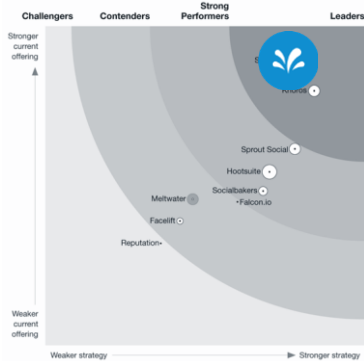 Challengers Contenders Strong Performers Leaders
Stronger
current
offering
Khoros
Sprout Social
Hootsuite
Socialbakers
Falcon.io
Meltwater
Facelift
Reputation
Weaker
current
offering
Weaker strategy Stronger strategy